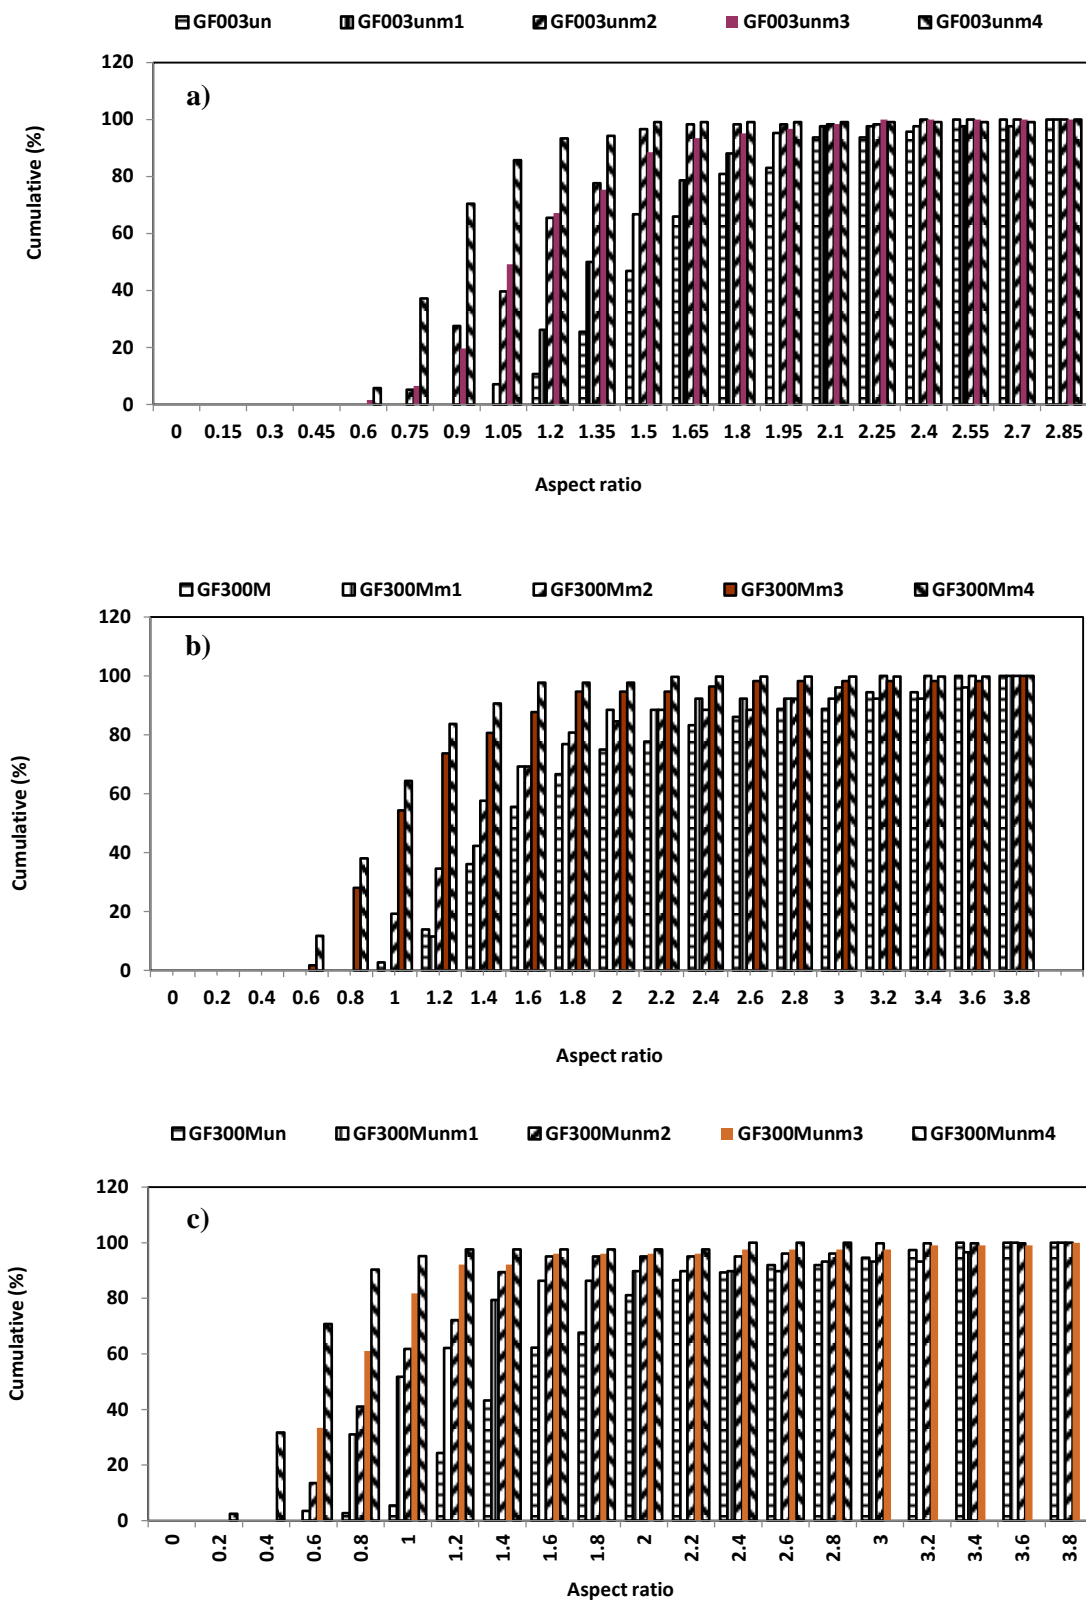 GF003un GF003unm1 GF003unm2 GF003unm3 GF003unm4
120
a)
100
80
60
40
20
0
Cumulative (%)
0 0.15 0.3 0.45 0.6 0.75 0.9 1.05 1.2 1.35 1.5 1.65 1.8 1.95 2.1 2.25 2.4 2.55 2.7 2.85
Aspect ratio
GF300M GF300Mm1 GF300Mm2 GF300Mm3 GF300Mm4
120
b)
100
80
60
40
20
0
Cumulative (%)
0 0.2 0.4 0.6 0.8 1 1.2 1.4 1.6 1.8 2 2.2 2.4 2.6 2.8 3 3.2 3.4 3.6 3.8
Aspect ratio
GF300Mun GF300Munm1 GF300Munm2 GF300Munm3 GF300Munm4
120
c)
100
80
60
40
20
0
Cumulative (%)
0 0.2 0.4 0.6 0.8 1 1.2 1.4 1.6 1.8 2 2.2 2.4 2.6 2.8 3 3.2 3.4 3.6 3.8
Aspect ratio